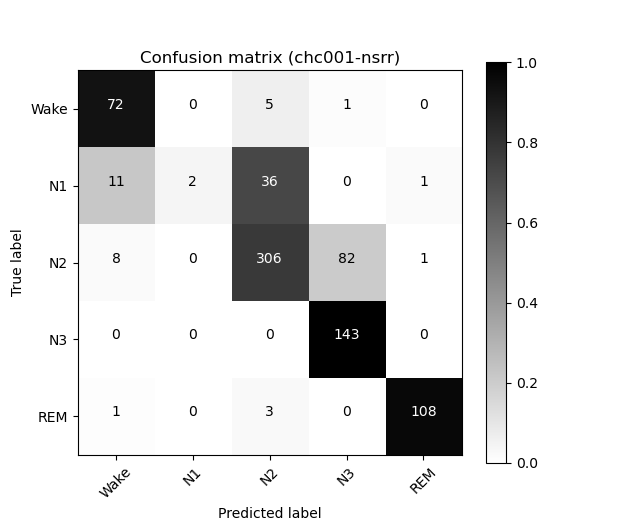 Confusion matrix (chc001-nsrr)
Wake 72 0 5 1 0
N1 11 2 36 0 1
N2 8 0 306 82 1
N3 0 0 0 143 0
REM 1 0 3 0 108
Wake N1 N2 N3 REM
Predicted label
True label
1.0
0.8
0.6
0.4
0.2
0.0